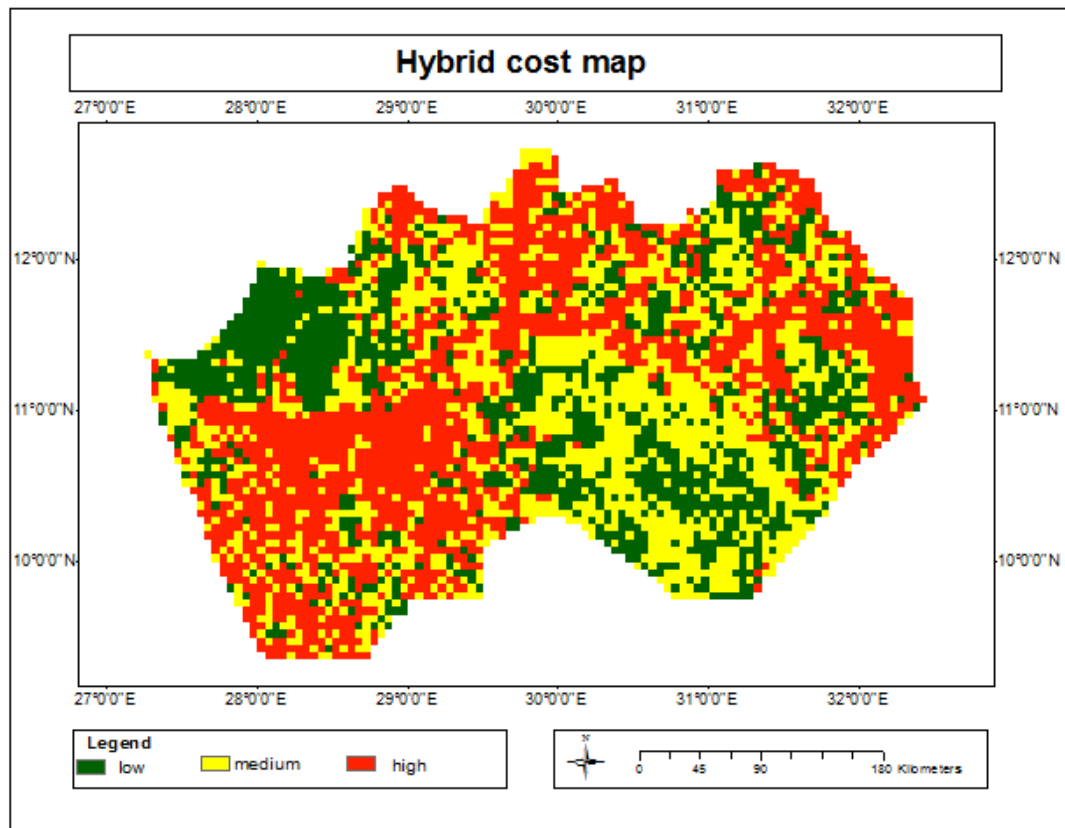 Hybrid cost map
27°0'0"E 28°0'0"E 29°0'0"E 30°0'0"E 31°0'0"E 32°0'0"E
12°0'0"N 12°0'0"N
11°0'0"N 11°0'0"N
10°0'0"N 10°0'0"N
27°0'0"E 28°0'0"E 29°0'0"E 30°0'0"E 31°0'0"E 32°0'0"E
Legend
low medium high
N
0 45 90 180 Kilometers